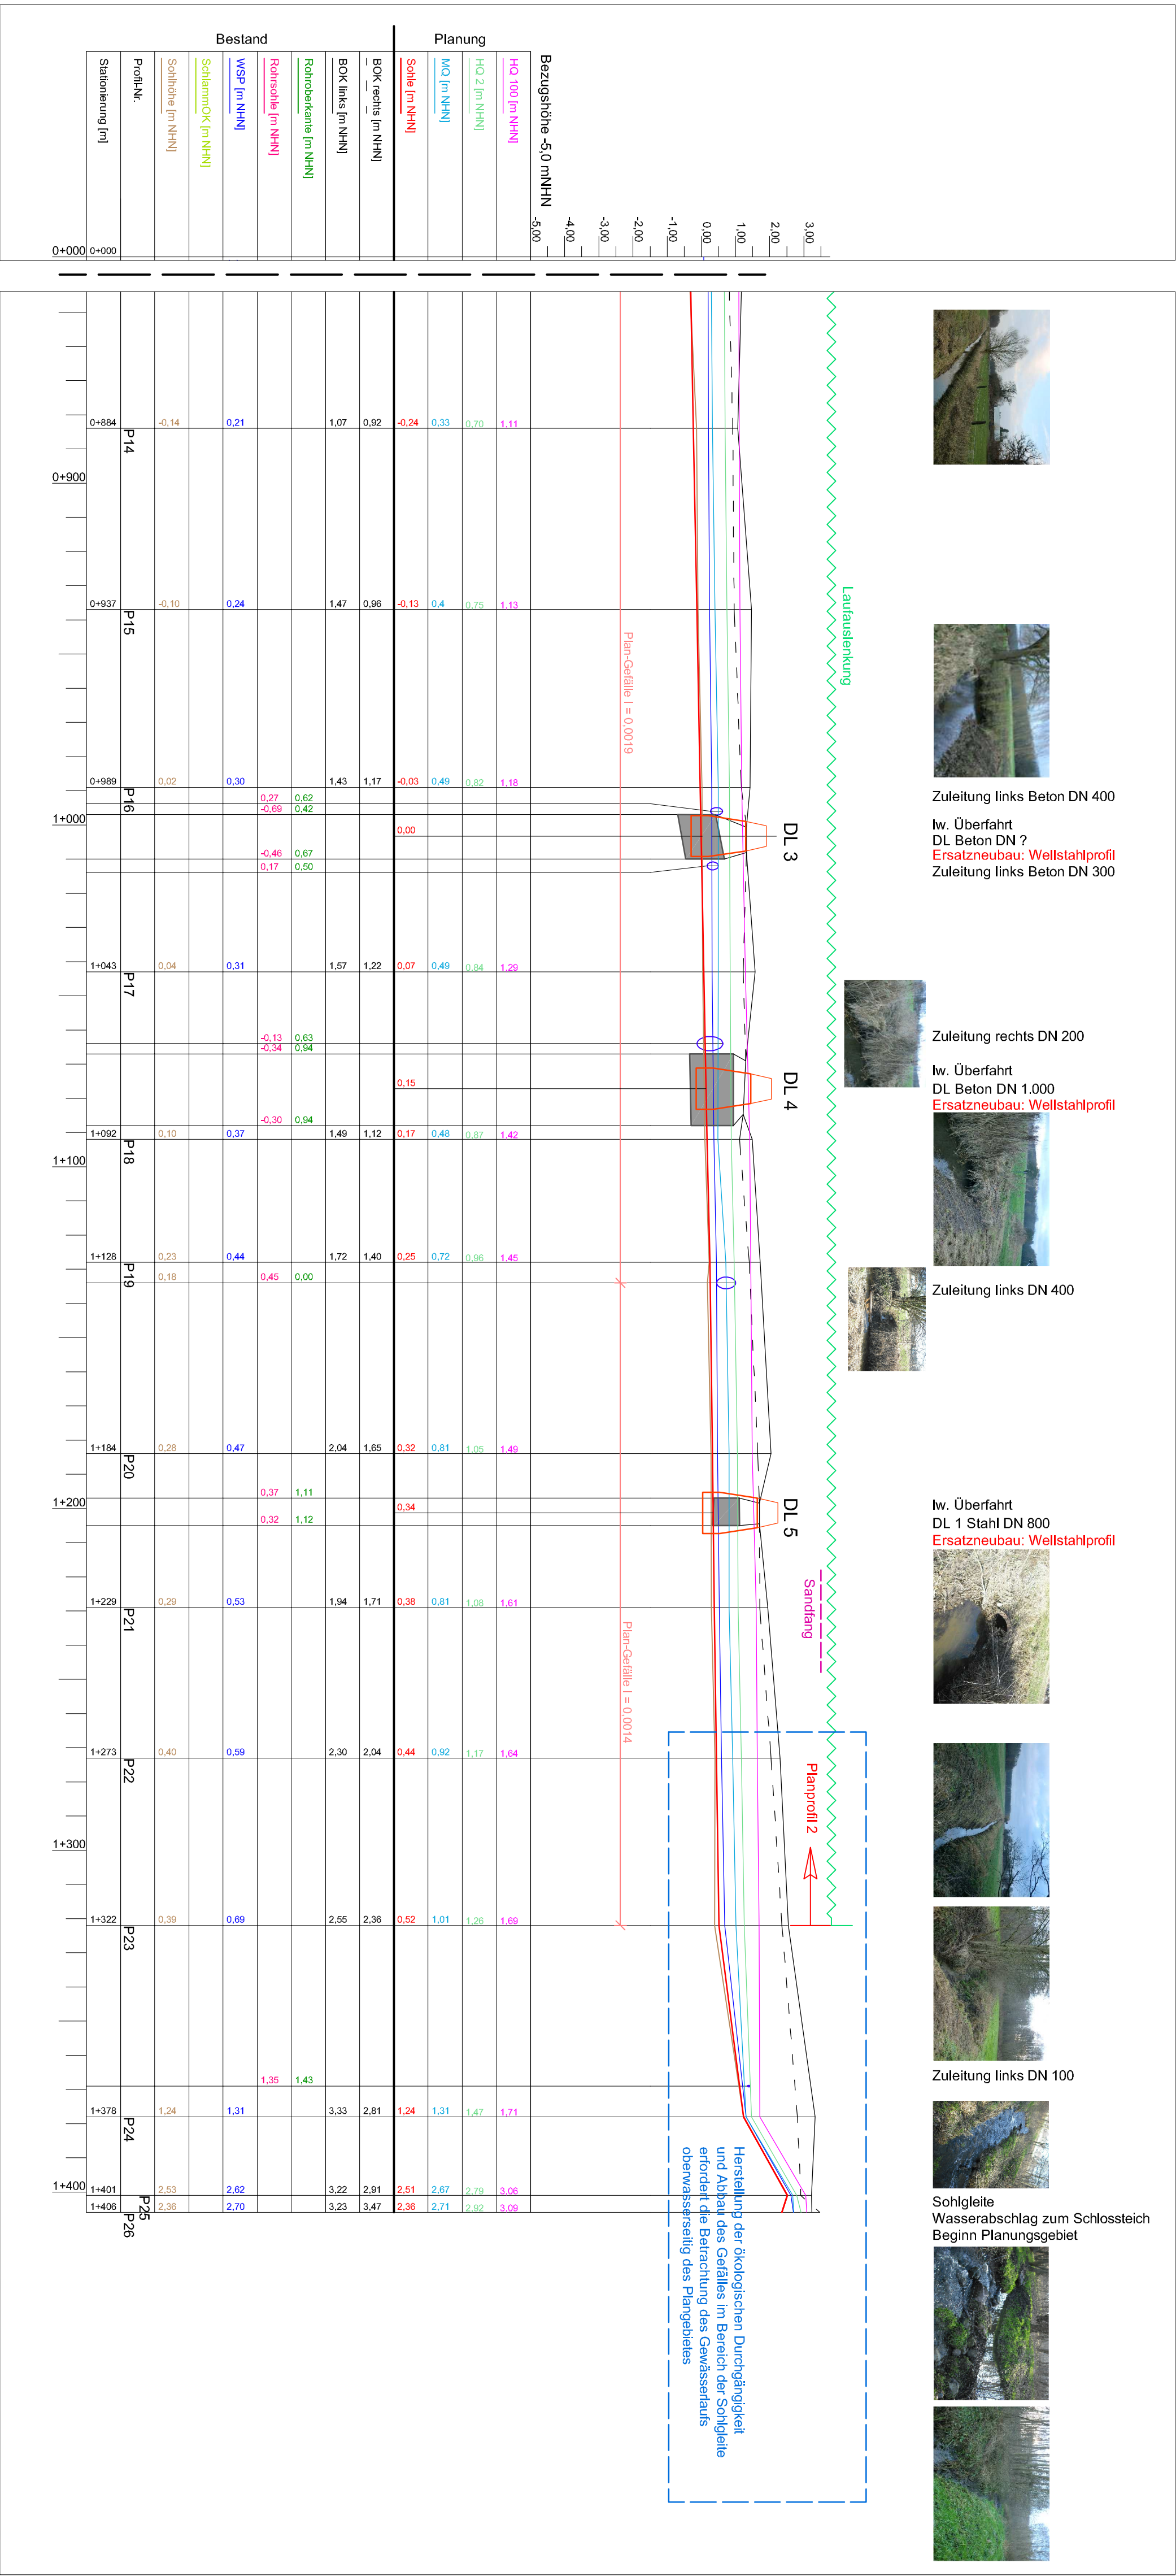 Bezugshöhe -5,0 mNHN
3,00
2,00
1,00
0,00
-1,00
-2,00
-3,00
-4,00
-5,00
Planung
HQ 100 [m NHN]
HQ 2 [m NHN]
MQ [m NHN]
Sohle [m NHN]
Bestand
BOK rechts [m NHN]
BOK links [m NHN]
Rohroberkante [m NHN]
Rohrsohle [m NHN]
WSP [m NHN]
SchlammOK [m NHN]
Sohlhöhe [m NHN]
Profil-Nr.
Stationierung [m]
0+000 0+000
0+884 P14 -0,14 0,21 1,07 0,92 -0,24 0,33 0,70 1,11
0+900
0+937 P15 -0,10 0,24 1,47 0,96 -0,13 0,4 0,75 1,13
0+989 P16 0,02 0,30 1,43 1,17 -0,03 0,49 0,82 1,18
0,27 0,62
-0,69 0,42
1+000
0,00
-0,46 0,67
0,17 0,50
1+043 P17 0,04 0,31 1,57 1,22 0,07 0,49 0,84 1,29
-0,13 0,63
-0,34 0,94
0,15
-0,30 0,94
1+092 P18 0,10 0,37 1,49 1,12 0,17 0,48 0,87 1,42
1+100
1+128 P19 0,23 0,44 1,72 1,40 0,25 0,72 0,96 1,45
0,18 0,45 0,00
1+184 P20 0,28 0,47 2,04 1,65 0,32 0,81 1,05 1,49
0,37 1,11
1+200
0,34
0,32 1,12
1+229 P21 0,29 0,53 1,94 1,71 0,38 0,81 1,08 1,61
1+273 P22 0,40 0,59 2,30 2,04 0,44 0,92 1,17 1,64
1+300
1+322 P23 0,39 0,69 2,55 2,36 0,52 1,01 1,26 1,69
1,35 1,43
1+378 P24 1,24 1,31 3,33 2,81 1,24 1,31 1,47 1,71
1+400
1+401 P25 2,53 2,62 3,22 2,91 2,51 2,67 2,79 3,06
1+406 P26 2,36 2,70 3,23 3,47 2,36 2,71 2,92 3,09
Plan-Gefälle I = 0,0019
Plan-Gefälle I = 0,0014
Laufauslenkung
DL 3
DL 4
DL 5
Sandfang
Planprofil 2
Zuleitung links Beton DN 400
lw. Überfahrt
DL Beton DN ?
Ersatzneubau: Wellstahlprofil
Zuleitung links Beton DN 300
Zuleitung rechts DN 200
lw. Überfahrt
DL Beton DN 1.000
Ersatzneubau: Wellstahlprofil
Zuleitung links DN 400
lw. Überfahrt
DL 1 Stahl DN 800
Ersatzneubau: Wellstahlprofil
Zuleitung links DN 100
Sohlgleite
Wasserabschlag zum Schlossteich
Beginn Planungsgebiet
Herstellung der ökologischen Durchgängigkeit
und Abbau des Gefälles im Bereich der Sohlgleite
erfordert die Betrachtung des Gewässerlaufs
oberwasserseitig des Plangebietes